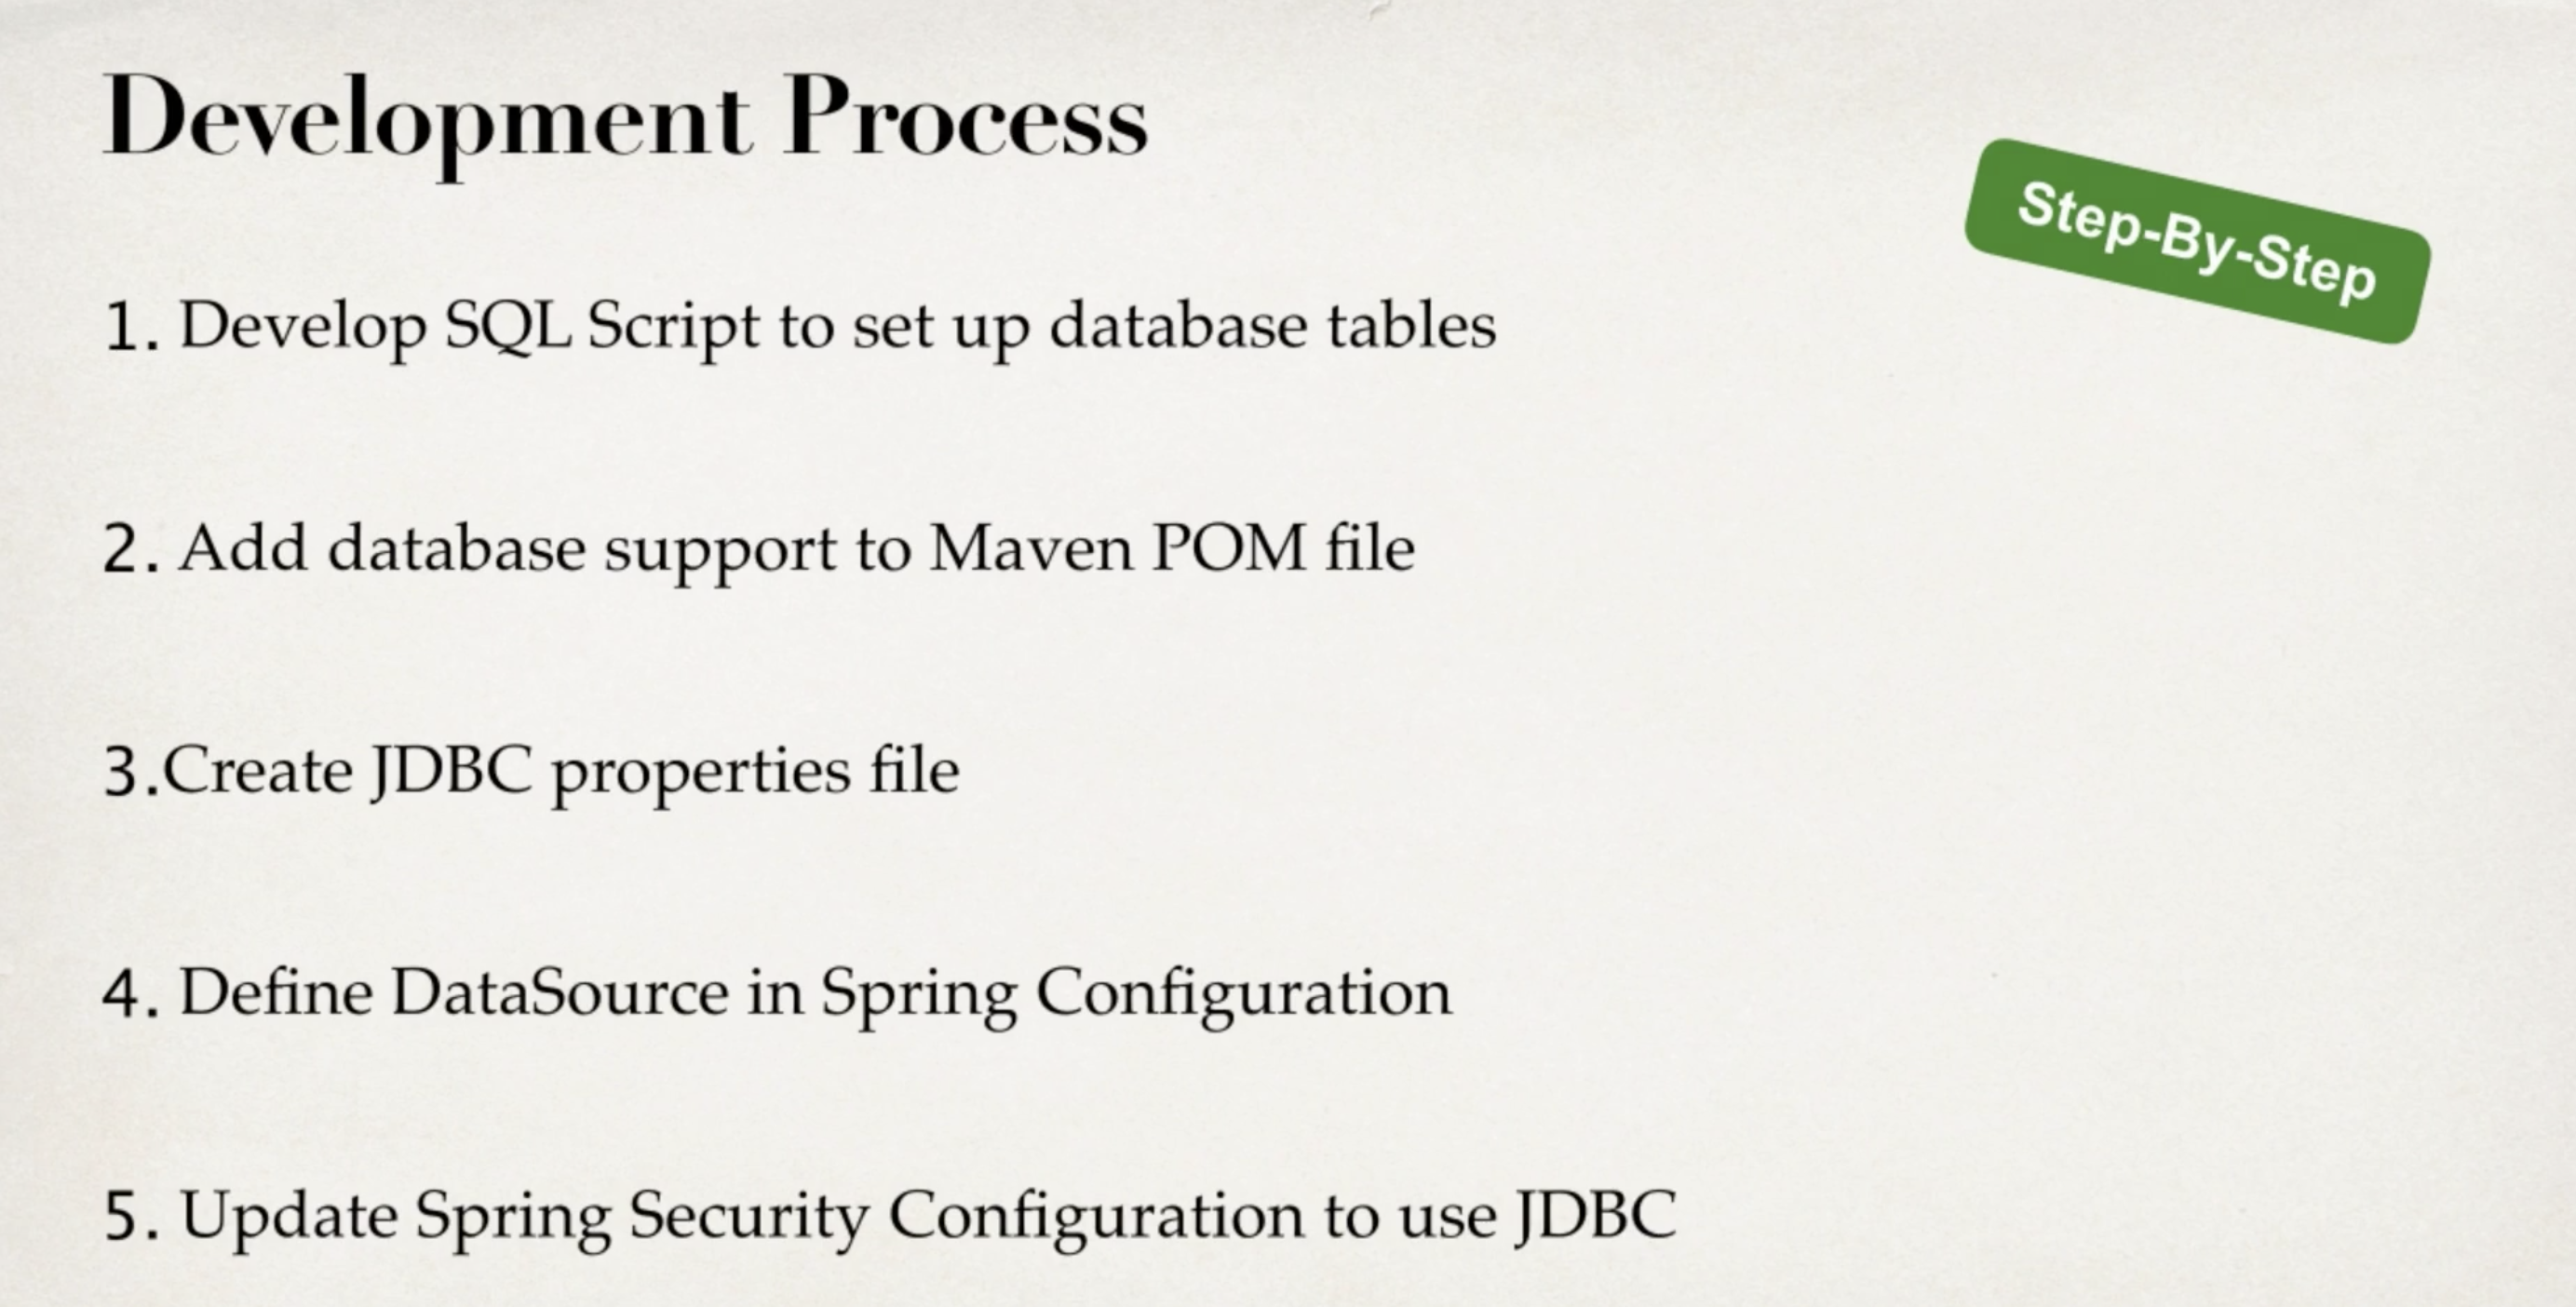 Development Process
Step-By-Step
1. Develop SQL Script to set up database tables
2. Add database support to Maven POM file
3.Create JDBC properties file
4. Define DataSource in Spring Configuration
5. Update Spring Security Configuration to use JDBC